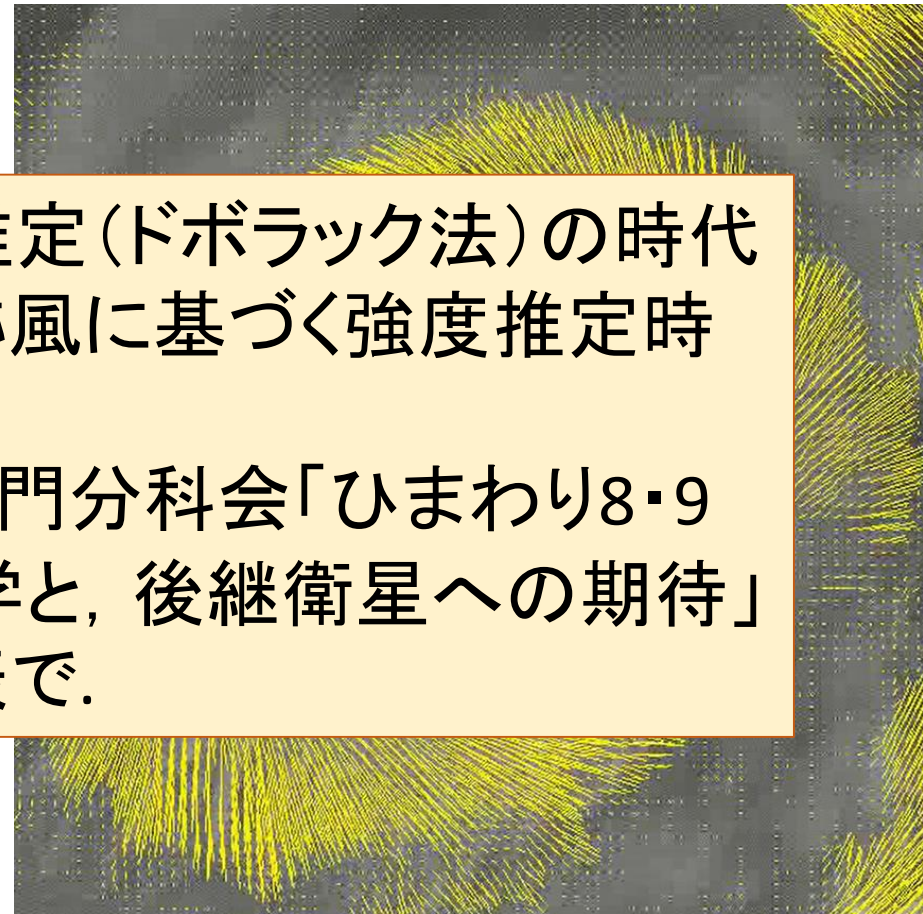 定（ドボラック法）の時代
風に基づく強度推定時
門分科会「ひまわり8・9
と，後継衛星への期待」
で．